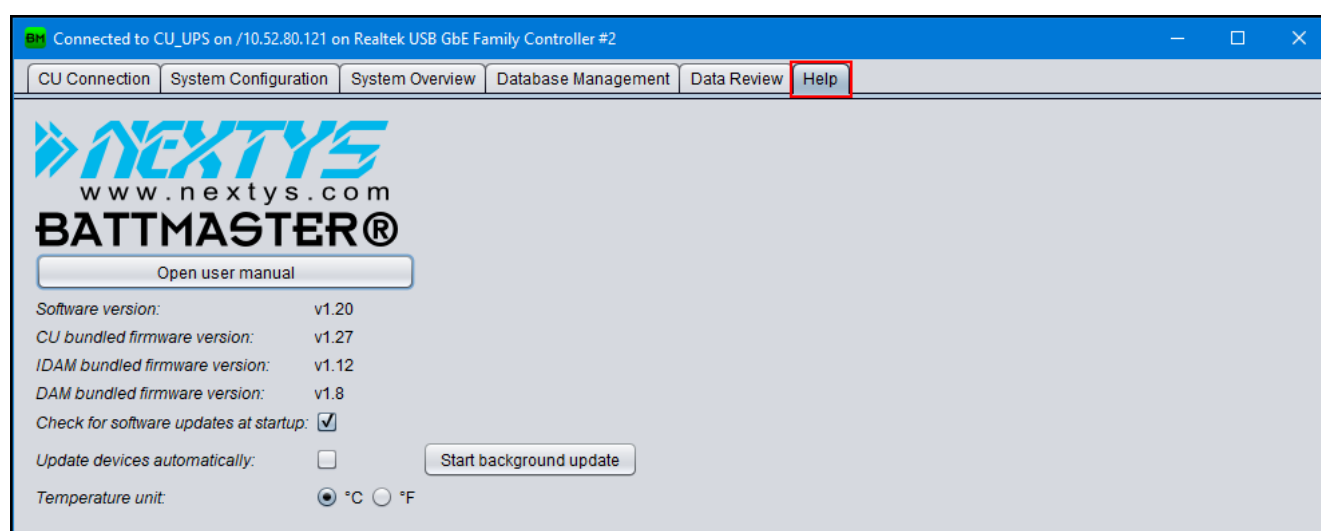 BM Connected to CU_UPS on /10.52.80.121 on Realtek USB GbE Family Controller #2
CU Connection System Configuration System Overview Database Management Data Review Help
NEXTYS
www.nextys.com
BATTMASTER®
Open user manual
Software version: v1.20
CU bundled firmware version: v1.27
IDAM bundled firmware version: v1.12
DAM bundled firmware version: v1.8
Check for software updates at startup:
Update devices automatically: Start background update
Temperature unit: °C °F